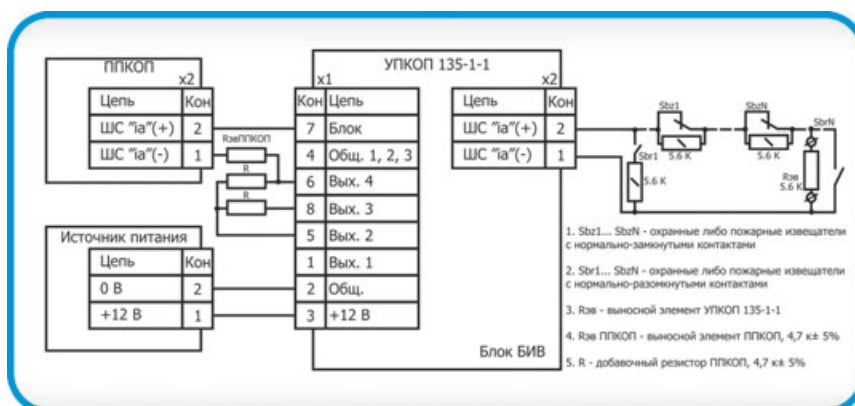 ППКОП
x2
Цепь Кон
ШС "ia"(+) 2
ШС "ia"(-) 1
RэвППКОП
R
R
Источник питания
Цепь Кон
0 В 2
+12 В 1
УПКОП 135-1-1
x1
Кон Цепь
7 Блок
4 Общ. 1, 2, 3
6 Вых. 4
8 Вых. 3
5 Вых. 2
1 Вых. 1
2 Общ.
3 +12 В
x2
Цепь Кон
ШС "ia"(+) 2
ШС "ia"(-) 1
Блок БИВ
Sbz1
5.6 К
SbzN
5.6 К
SbrN
Sbr1
5.6 К
Rэв
5.6 К
1. Sbz1... SbzN - охранные либо пожарные извещатели
с нормально-замкнутыми контактами
2. Sbr1... SbzN - охранные либо пожарные извещатели
с нормально-разомкнутыми контактами
3. Rэв - выносной элемент УПКОП 135-1-1
4. Rэв ППКОП - выносной элемент ППКОП, 4,7 к± 5%
5. R - добавочный резистор ППКОП, 4,7 к± 5%